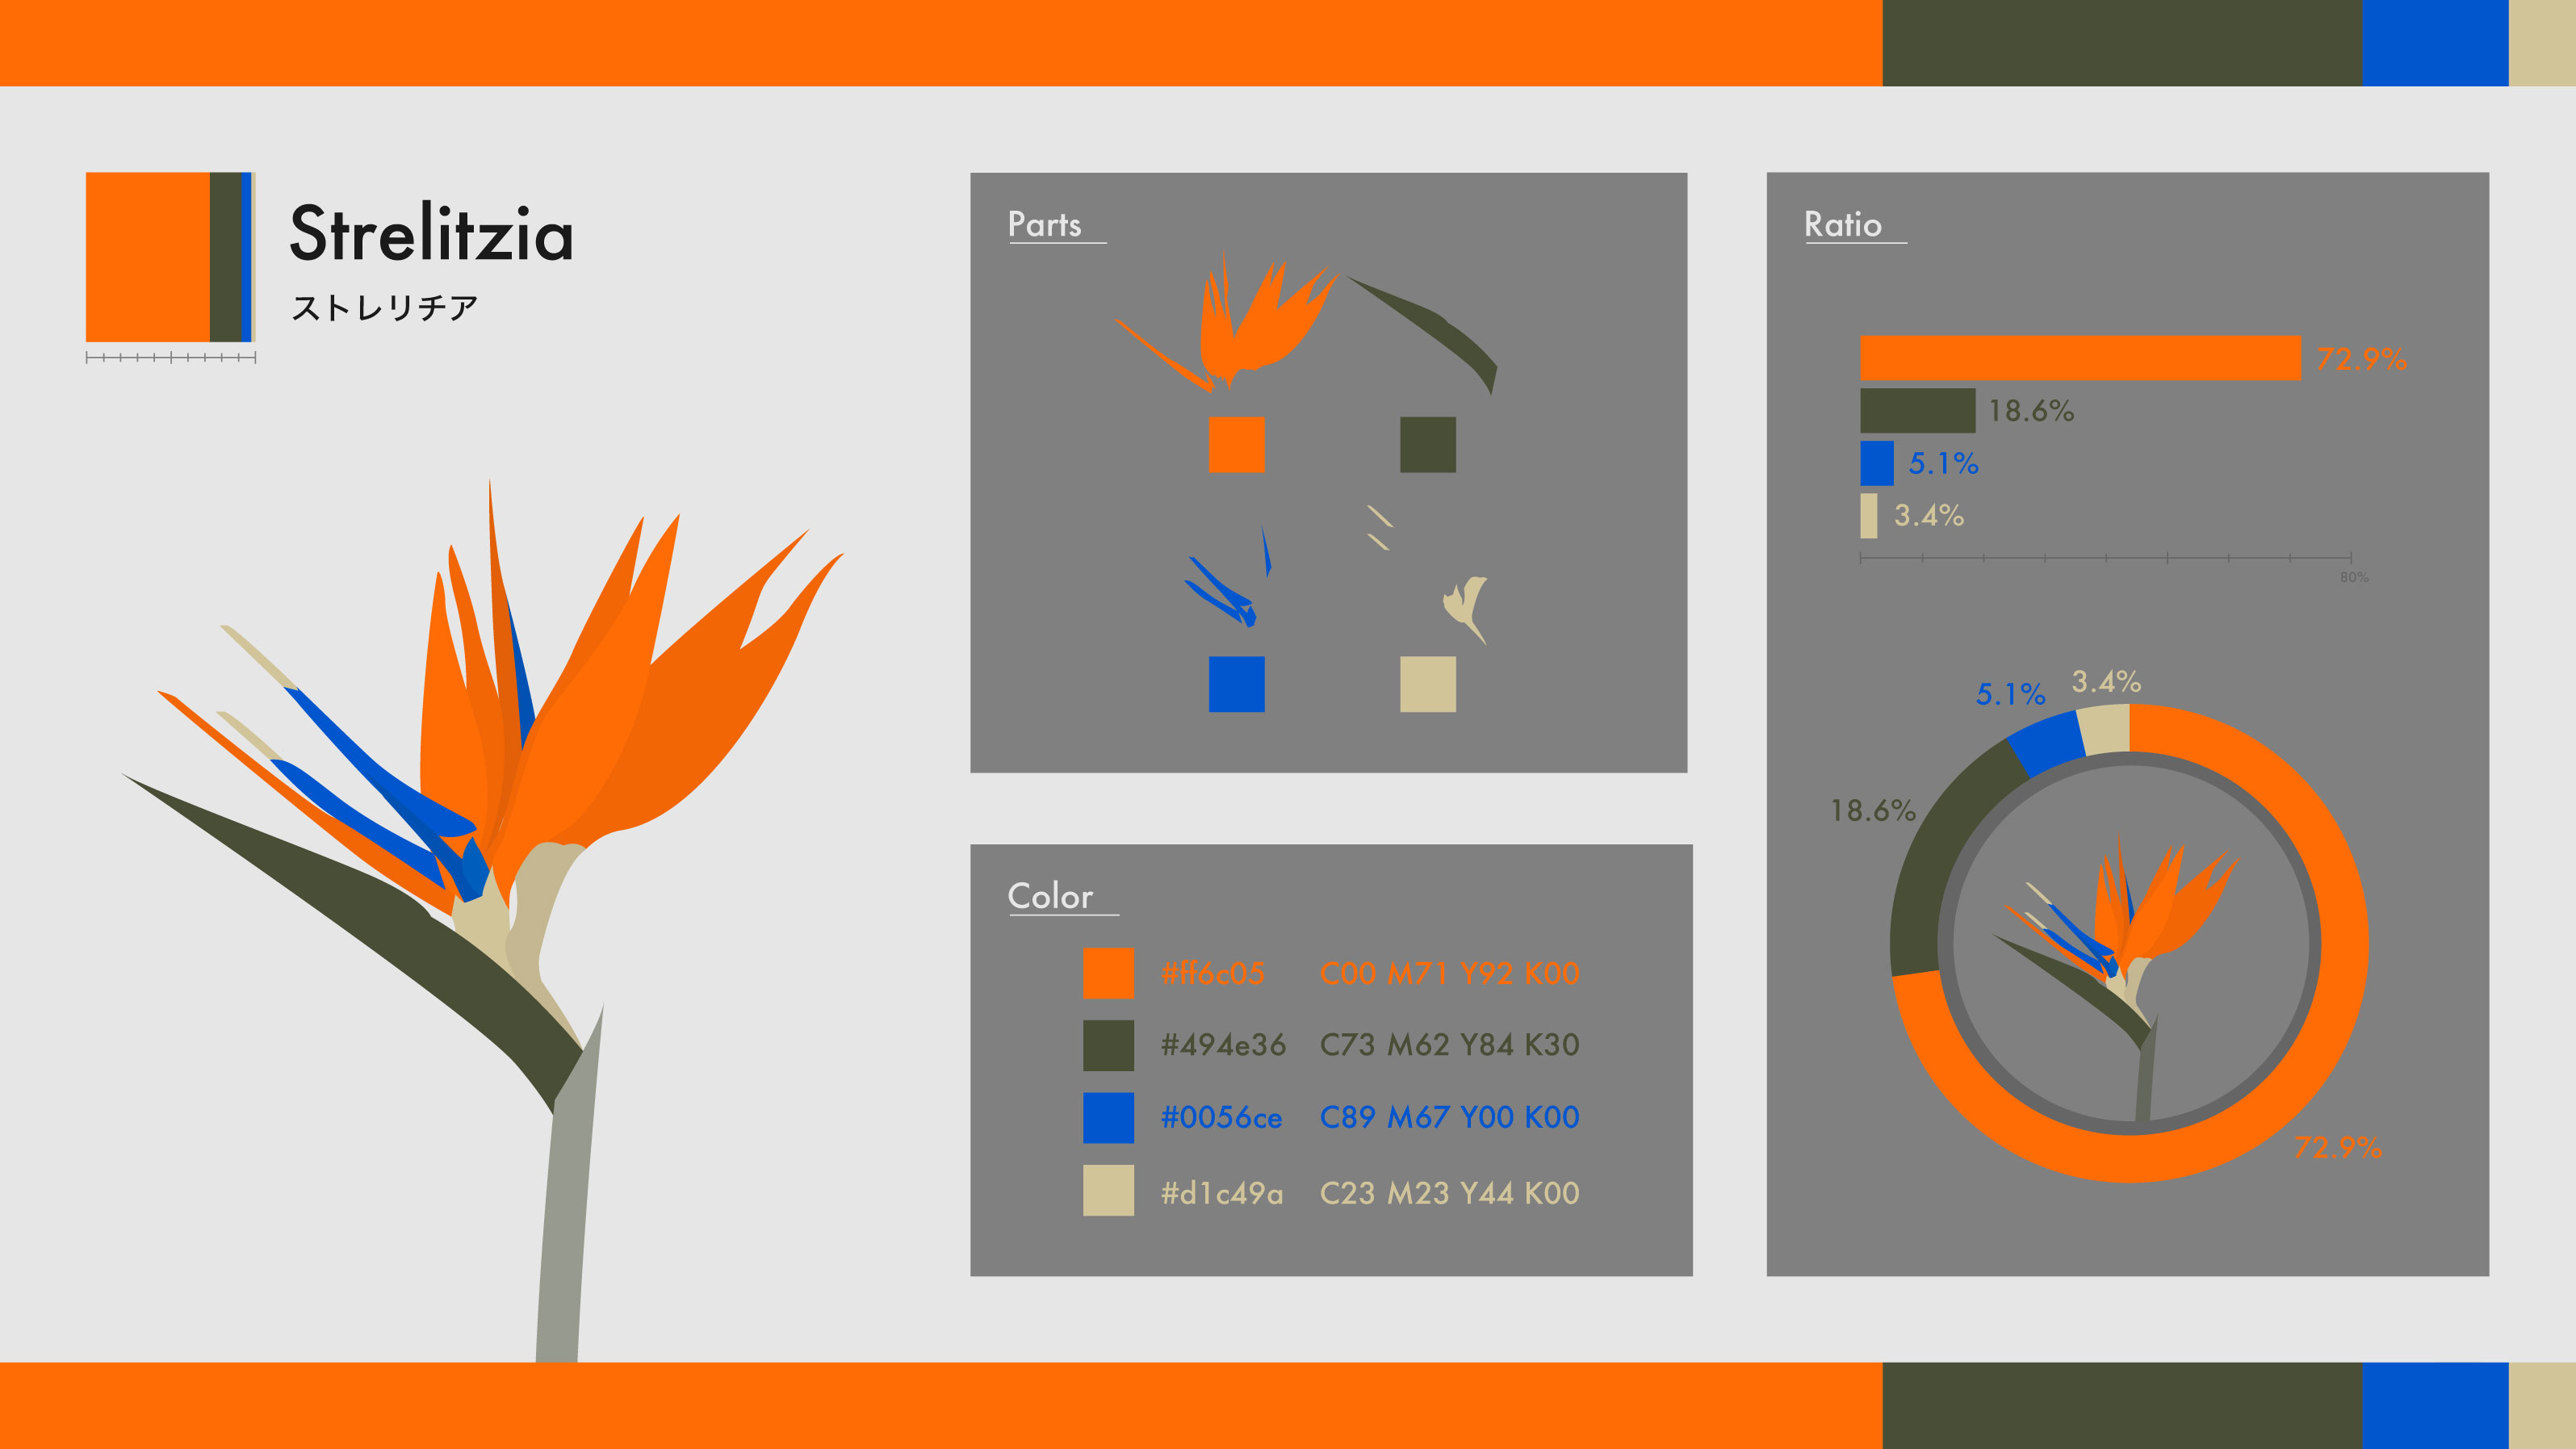 Strelitzia
ストレリチア
Parts
Color
#ff6c05 C00 M71 Y92 K00
#494e36 C73 M62 Y84 K30
#0056ce C89 M67 Y00 K00
#d1c49a C23 M23 Y44 K00
Ratio
72.9%
18.6%
5.1%
3.4%
80%
5.1%
3.4%
18.6%
72.9%